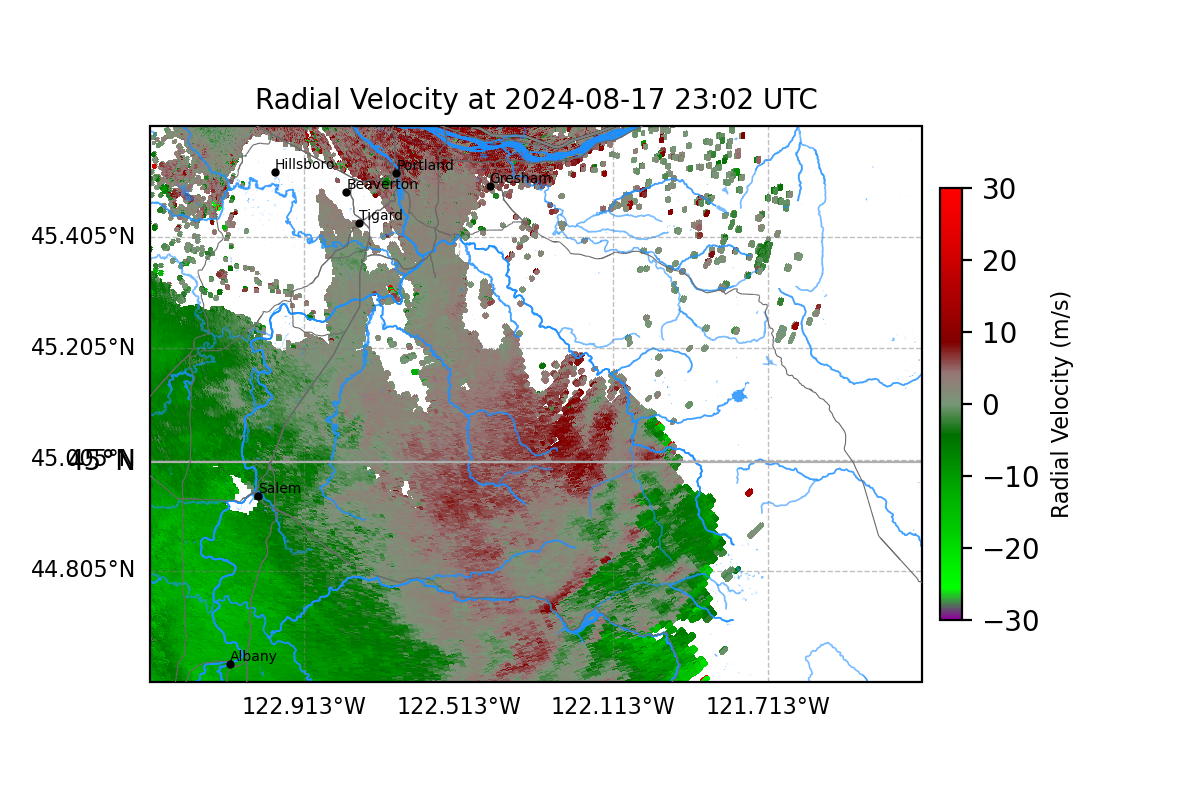 Radial Velocity at 2024-08-17 23:02 UTC
Hillsboro
Portland
Beaverton
Gresham
Tigard
Salem
Albany
45.405°N
45.205°N
45.005°N
45°N
44.805°N
122.913°W
122.513°W
122.113°W
121.713°W
30
20
10
0
−10
−20
−30
Radial Velocity (m/s)